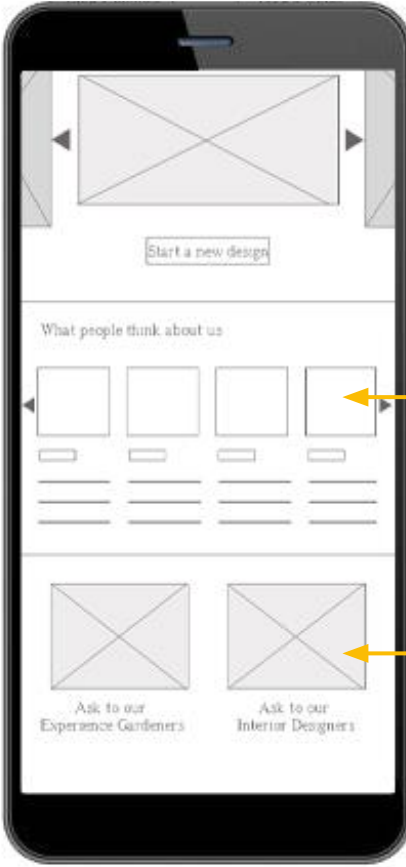 Start a new design
What people think about us
Ask to our
Experience Gardeners
Ask to our
Interior Designers